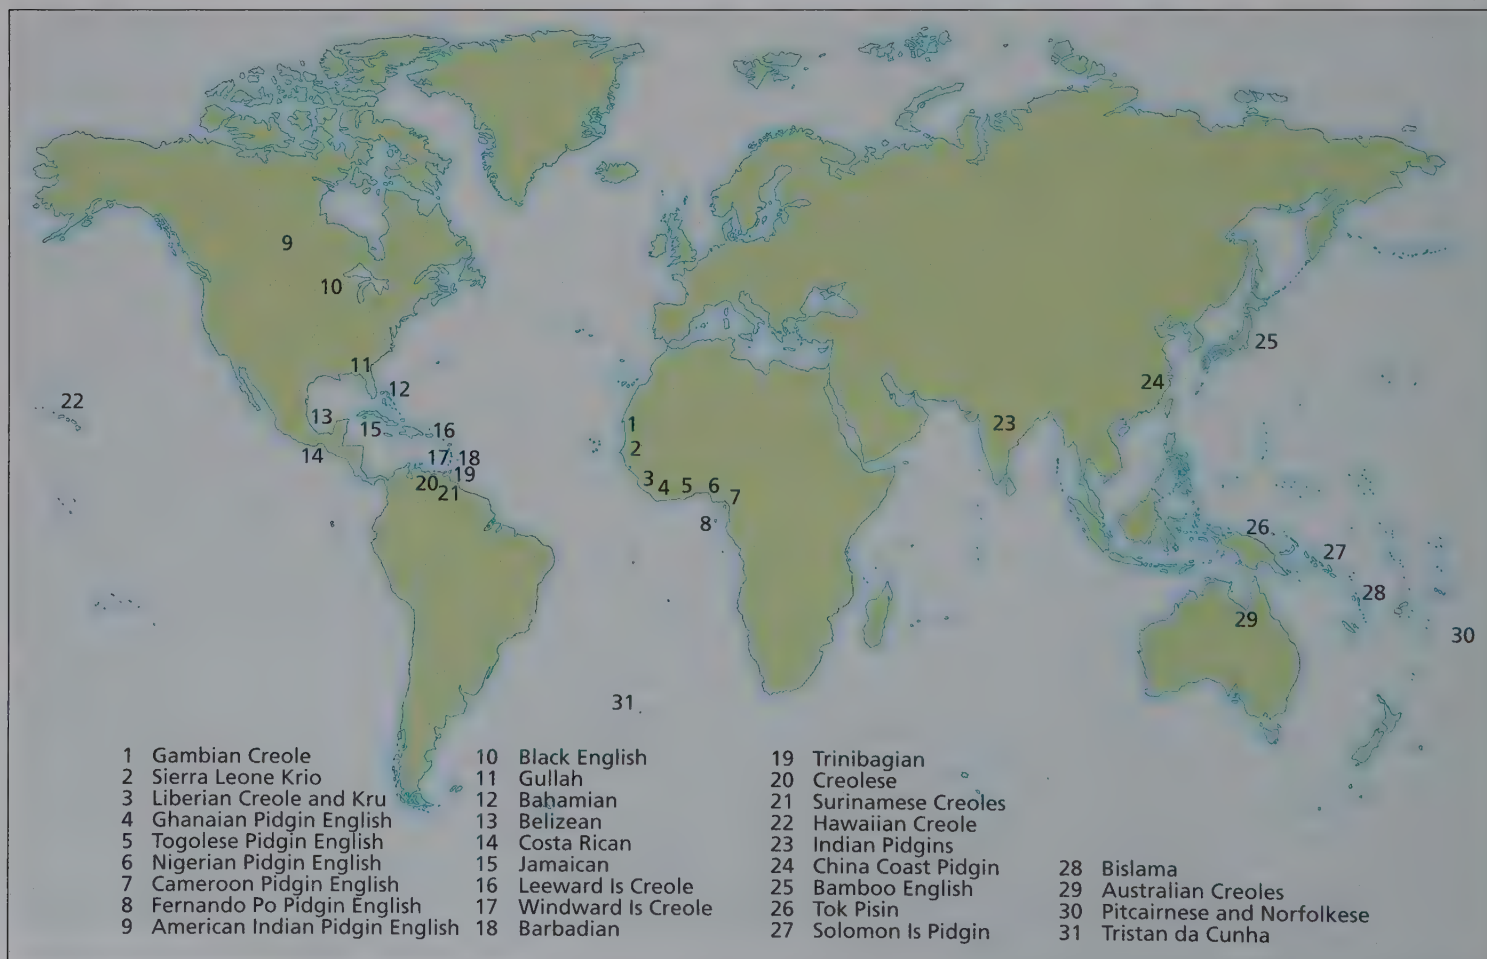 9
10
11
12
22
13
15
16
14
17
18
19
20
21
1
2
3
4
5
6
7
8
23
24
25
26
27
28
29
30
31
1 Gambian Creole
2 Sierra Leone Krio
3 Liberian Creole and Kru
4 Ghanaian Pidgin English
5 Togolese Pidgin English
6 Nigerian Pidgin English
7 Cameroon Pidgin English
8 Fernando Po Pidgin English
9 American Indian Pidgin English
10 Black English
11 Gullah
12 Bahamian
13 Belizean
14 Costa Rican
15 Jamaican
16 Leeward Is Creole
17 Windward Is Creole
18 Barbadian
19 Trinibagian
20 Creolese
21 Surinamese Creoles
22 Hawaiian Creole
23 Indian Pidgins
24 China Coast Pidgin
25 Bamboo English
26 Tok Pisin
27 Solomon Is Pidgin
28 Bislama
29 Australian Creoles
30 Pitcairnese and Norfolkese
31 Tristan da Cunha